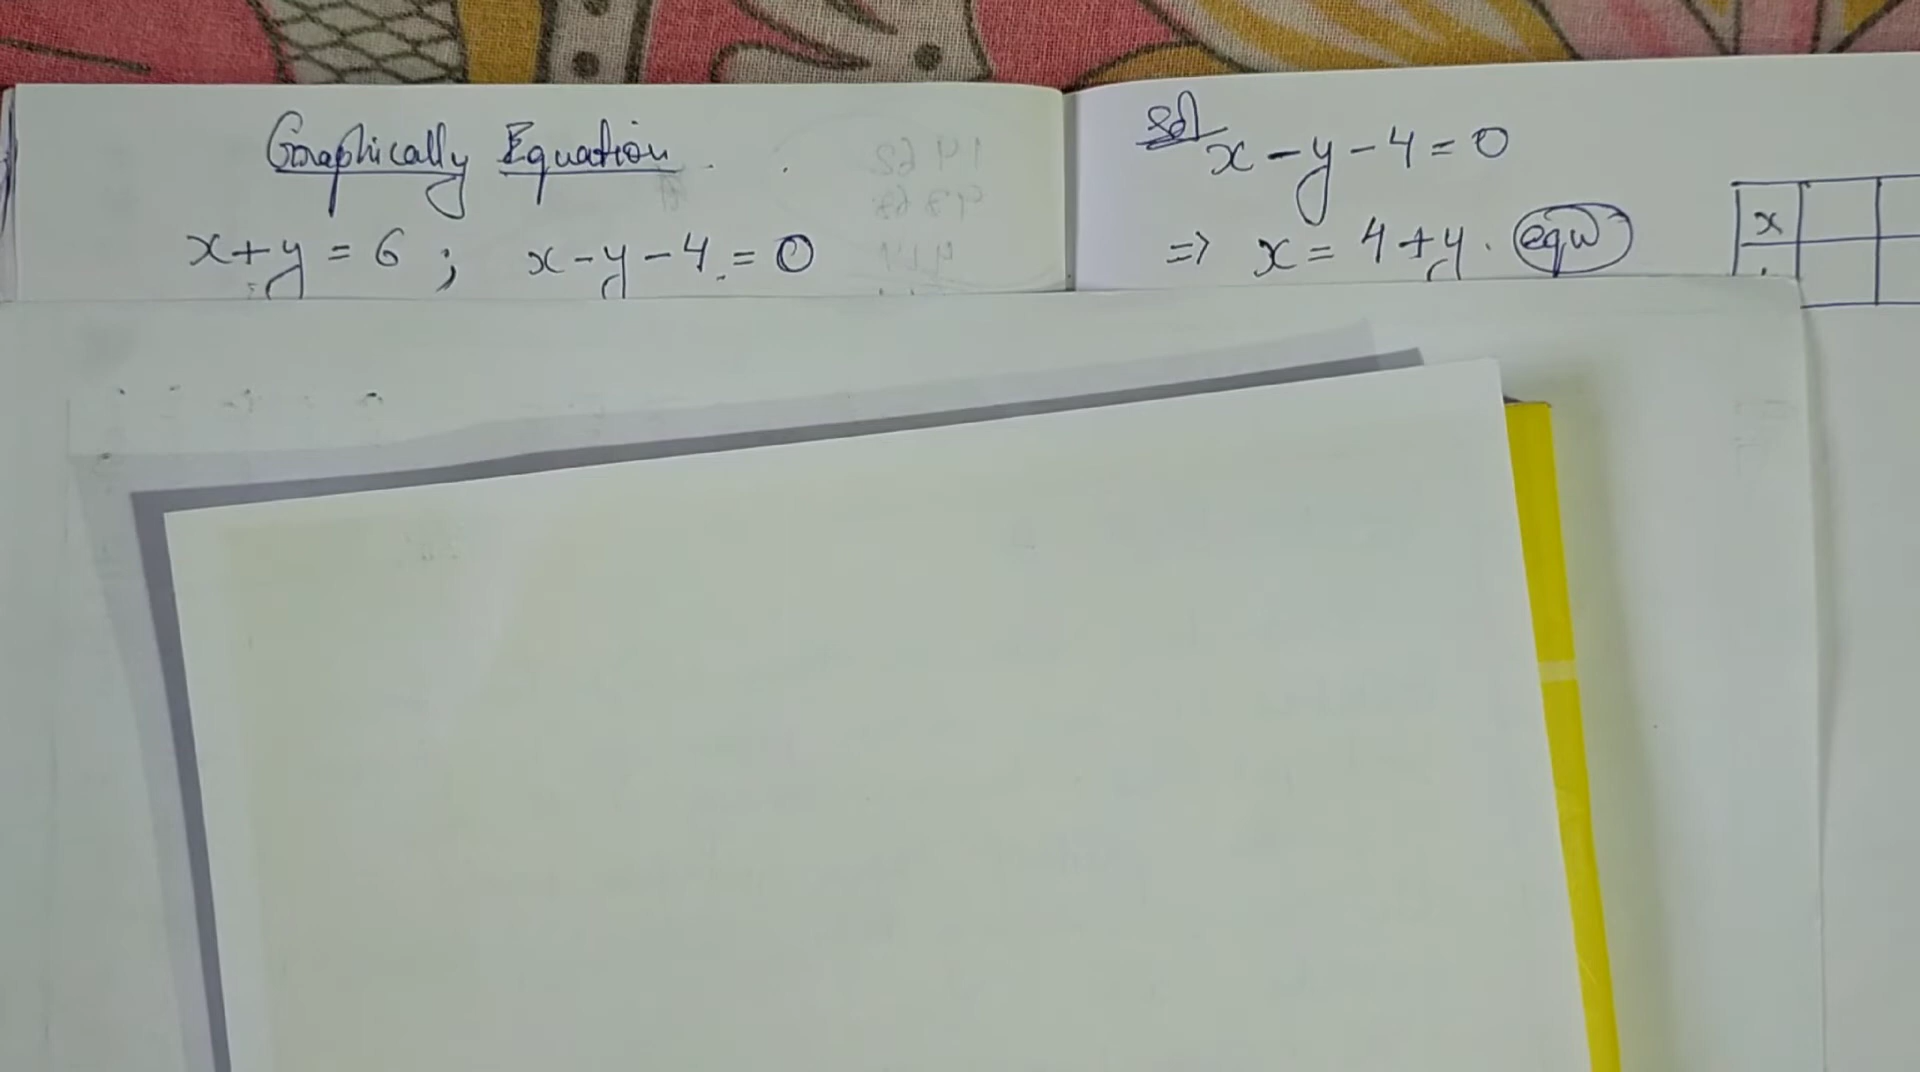 Graphically Equation
x+y = 6 ; x-y-4 = 0
Sol
x-y-4=0
=> x = 4+y. eqn
x